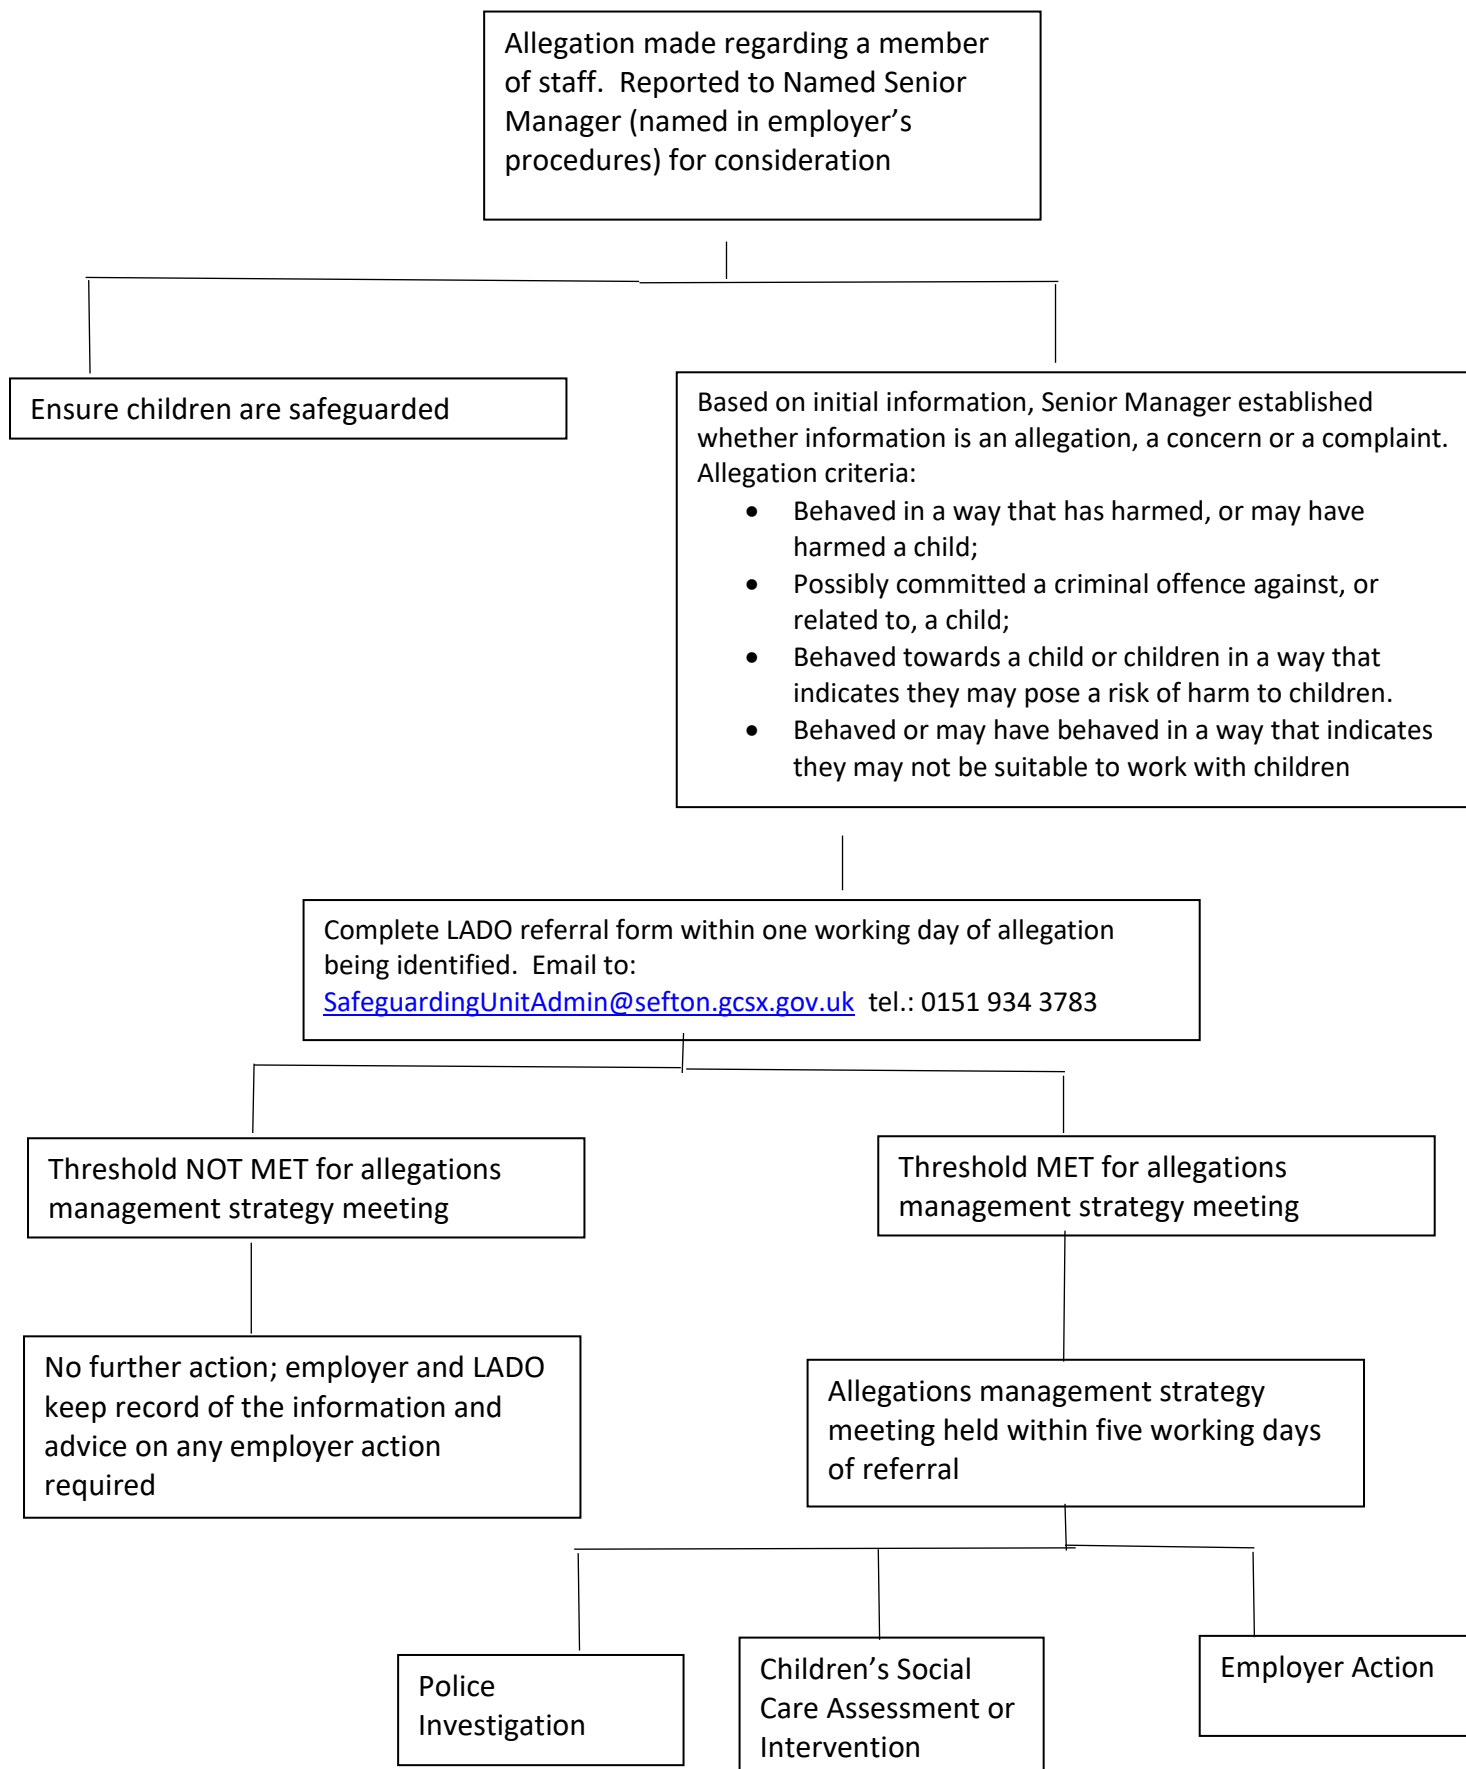 Allegation made regarding a member
of staff.  Reported to Named Senior
Manager (named in employer’s
procedures) for consideration
Ensure children are safeguarded
Based on initial information, Senior Manager established
whether information is an allegation, a concern or a complaint.
Allegation criteria:
• Behaved in a way that has harmed, or may have
harmed a child;
• Possibly committed a criminal offence against, or
related to, a child;
• Behaved towards a child or children in a way that
indicates they may pose a risk of harm to children.
• Behaved or may have behaved in a way that indicates
they may not be suitable to work with children
Complete LADO referral form within one working day of allegation
being identified.  Email to:
SafeguardingUnitAdmin@sefton.gcsx.gov.uk  tel.: 0151 934 3783
Threshold NOT MET for allegations
management strategy meeting
Threshold MET for allegations
management strategy meeting
No further action; employer and LADO
keep record of the information and
advice on any employer action
required
Allegations management strategy
meeting held within five working days
of referral
Police
Investigation
Children’s Social
Care Assessment or
Intervention
Employer Action